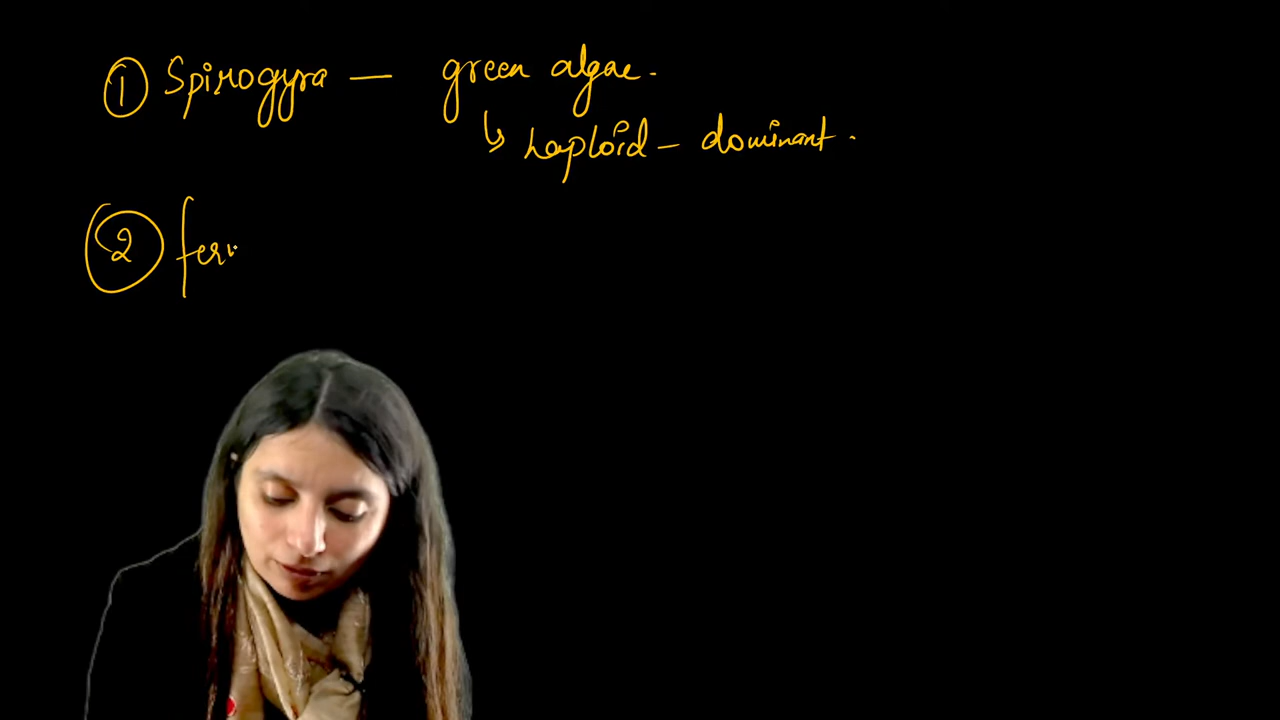 ① Spirogyra — green algae.
↳ haploid — dominant.
② fer